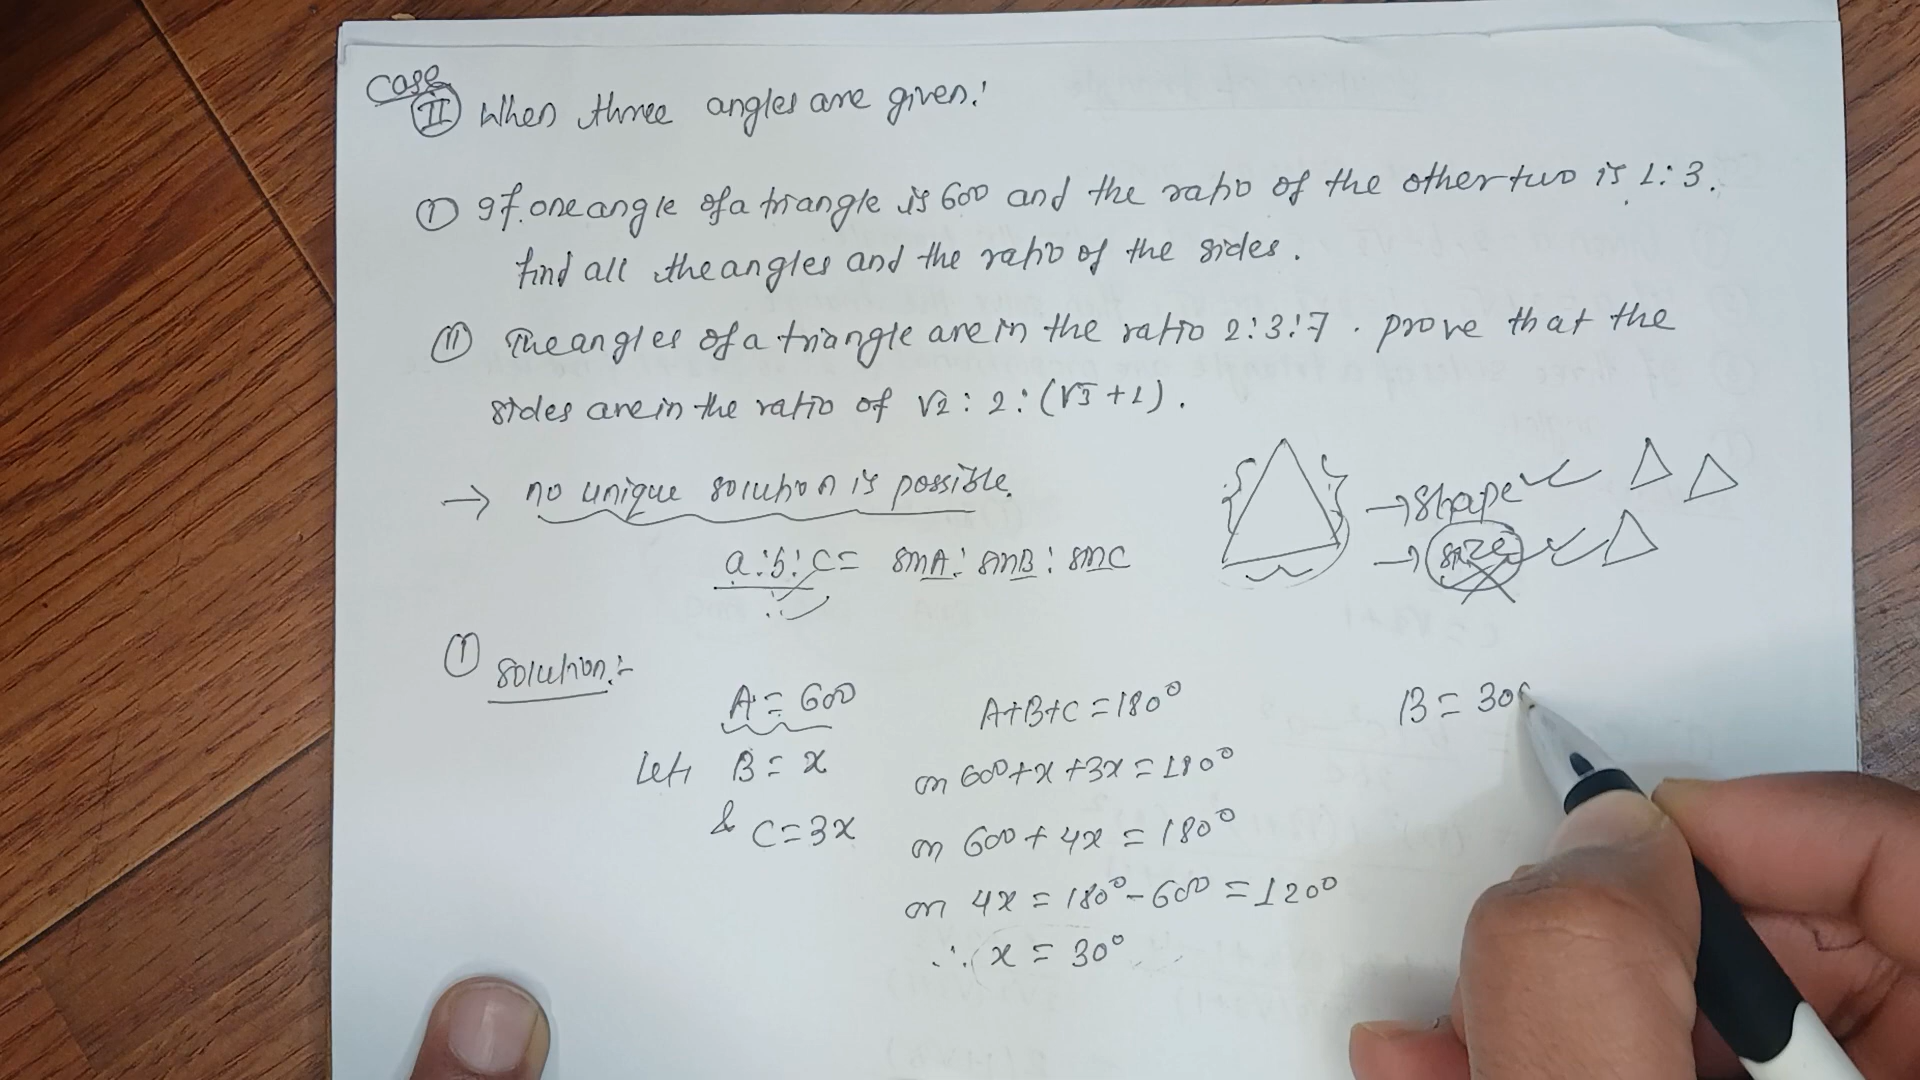 Case
II When three angles are given:
① If one angle of a triangle is 60° and the ratio of the other two is 1:3.
find all the angles and the ratio of the sides.
② The angles of a triangle are in the ratio 2:3:7. prove that the
sides are in the ratio of √2 : 2 : (√3 + 1).
→ no unique solution is possible.
→ shape
→ size
a:b:c = sinA : sinB : sinC
① solution:-
A = 60°
Let, B = x
& C = 3x
A+B+C = 180°
or 60°+x+3x = 180°
or 60°+4x = 180°
or 4x = 180°-60° = 120°
∴ x = 30°
B = 30°